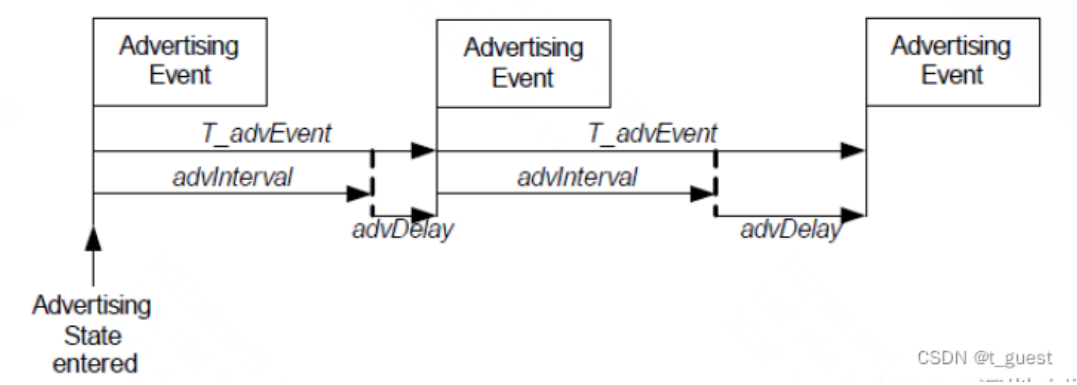 Advertising
Event
Advertising
Event
Advertising
Event
T_advEvent
T_advEvent
advInterval
advInterval
advDelay
advDelay
Advertising
State
entered
CSDN @t_guest